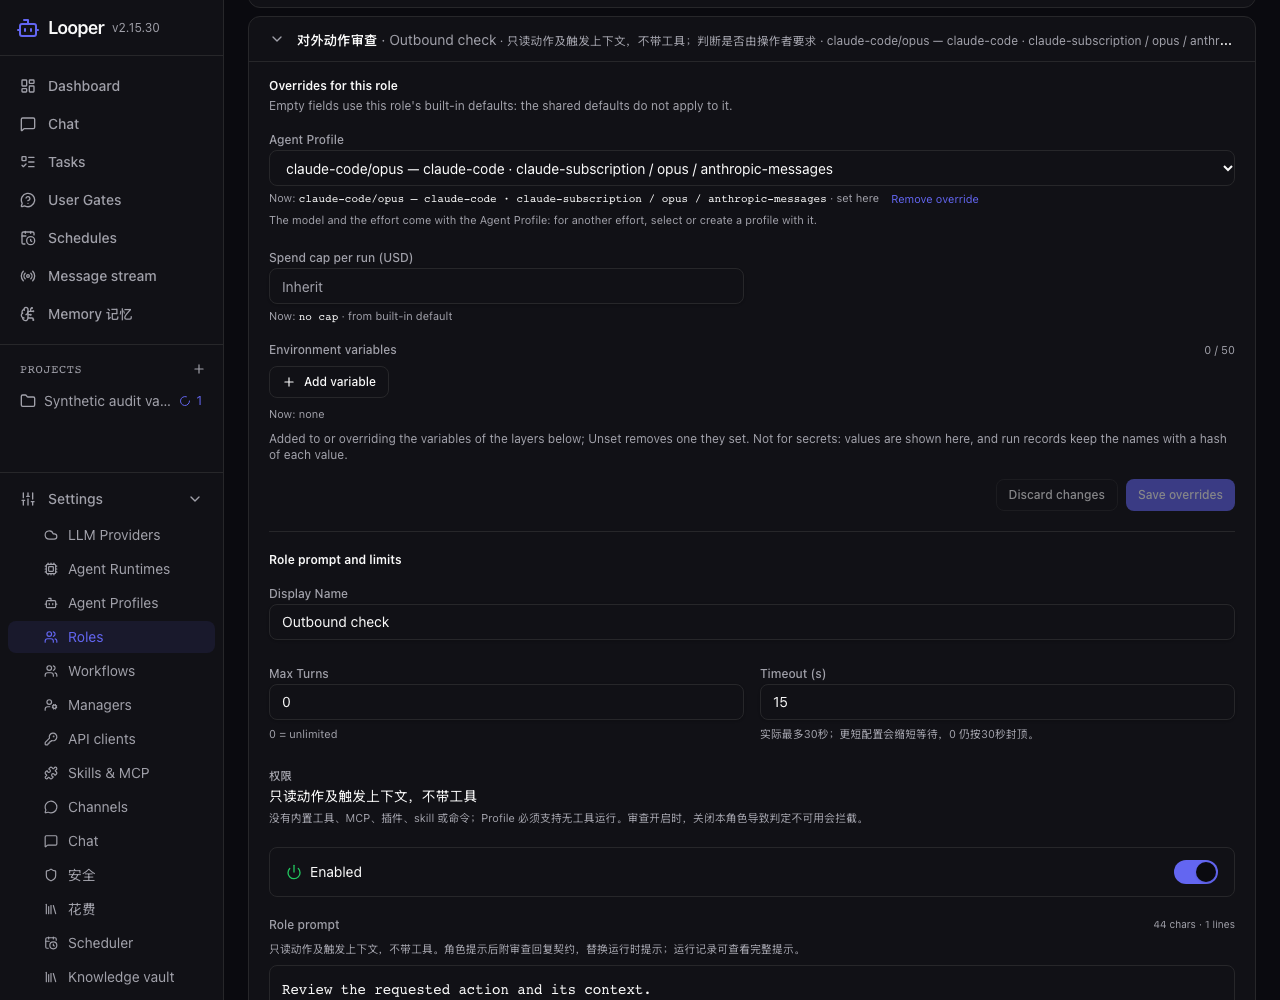 Looper v2.15.30
Dashboard
Chat
Tasks
User Gates
Schedules
Message stream
Memory 记忆
PROJECTS
Synthetic audit va... 1
Settings
LLM Providers
Agent Runtimes
Agent Profiles
Roles
Workflows
Managers
API clients
Skills & MCP
Channels
Chat
安全
花费
Scheduler
Knowledge vault
对外动作审查 · Outbound check · 只读动作及触发上下文，不带工具；判断是否由操作者要求 · claude-code/opus — claude-code · claude-subscription / opus / anthr...
Overrides for this role
Empty fields use this role's built-in defaults: the shared defaults do not apply to it.
Agent Profile
claude-code/opus — claude-code · claude-subscription / opus / anthropic-messages
Now: claude-code/opus — claude-code · claude-subscription / opus / anthropic-messages · set here Remove override
The model and the effort come with the Agent Profile: for another effort, select or create a profile with it.
Spend cap per run (USD)
Inherit
Now: no cap · from built-in default
Environment variables 0 / 50
Add variable
Now: none
Added to or overriding the variables of the layers below; Unset removes one they set. Not for secrets: values are shown here, and run records keep the names with a hash
of each value.
Discard changes Save overrides
Role prompt and limits
Display Name
Outbound check
Max Turns Timeout (s)
0 15
0 = unlimited 实际最多30秒；更短配置会缩短等待，0 仍按30秒封顶。
权限
只读动作及触发上下文，不带工具
没有内置工具、MCP、插件、skill 或命令；Profile 必须支持无工具运行。审查开启时，关闭本角色导致判定不可用会拦截。
Enabled
Role prompt 44 chars · 1 lines
只读动作及触发上下文，不带工具。角色提示后附审查回复契约，替换运行时提示；运行记录可查看完整提示。
Review the requested action and its context.